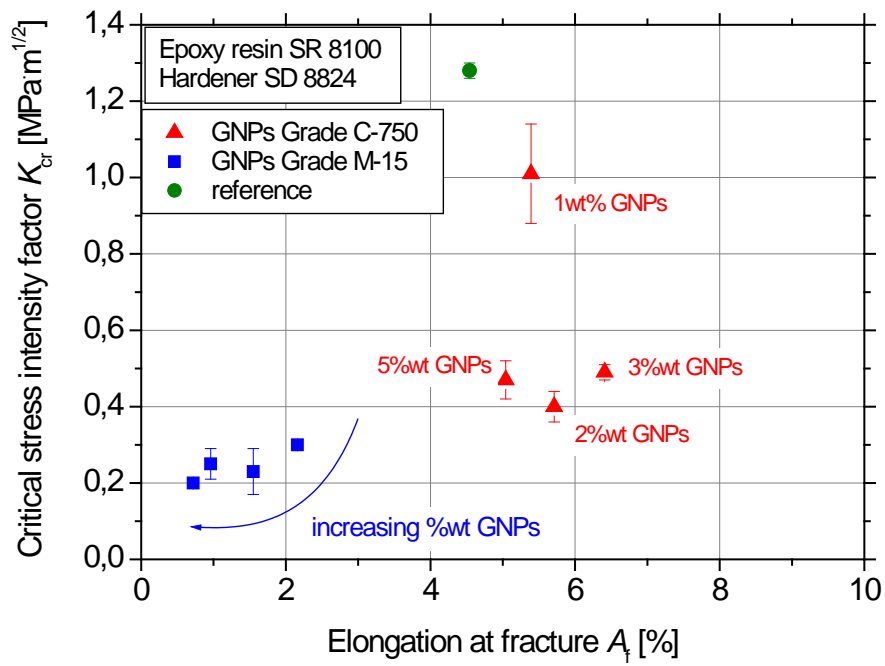 Critical stress intensity factor K_cr [MPa·m^1/2]
1,4
1,2
1,0
0,8
0,6
0,4
0,2
0,0
Epoxy resin SR 8100
Hardener SD 8824
GNPs Grade C-750
GNPs Grade M-15
reference
1wt% GNPs
5%wt GNPs
3%wt GNPs
2%wt GNPs
increasing %wt GNPs
0
2
4
6
8
10
Elongation at fracture A_f [%]